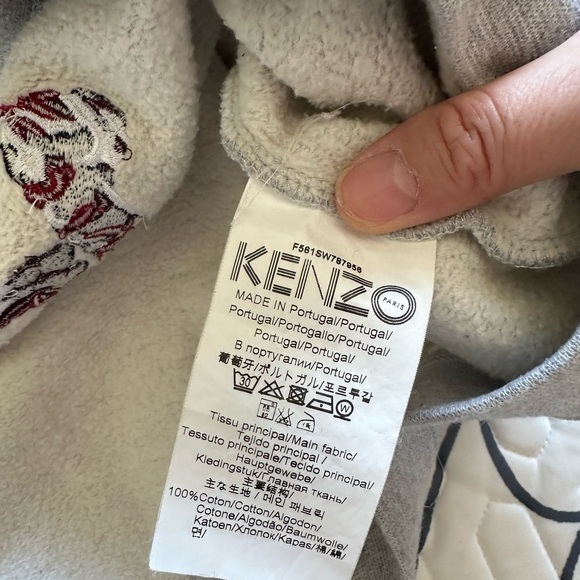 F561SW787956
KENZO
PARIS
MADE IN Portugal/Portugal/
Portugal/Portogallo/Portugal/
Portugal/Portugal/
В португалии/Portugal/
葡萄牙/ポルトガル/포르투갈
30 W
Tissu principal/Main fabric/
Tejido principal /
Tessuto principale/Tecido principal/
Hauptgewebe/
Kledingstuk/Главная ткань/
主要结构/
主な生地 / 메인 패브릭
100%Coton/Cotton/Algodon/
Cotone/Algodão/Baumwolle/
Katoen/Хлопок/Kapas/棉/綿/
면/